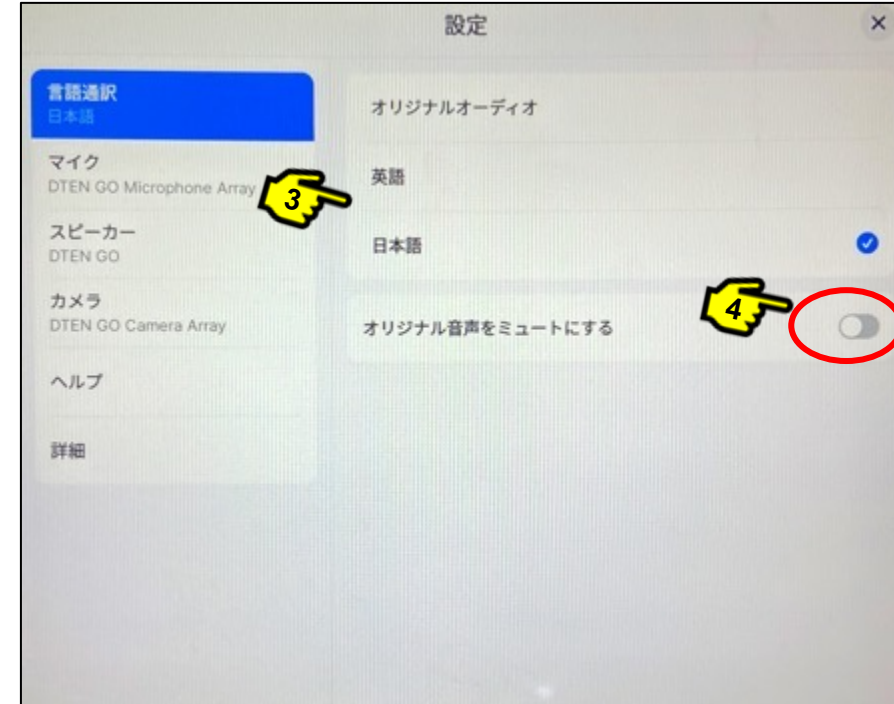 設定
言語通訳
日本語
マイク
DTEN GO Microphone Array
スピーカー
DTEN GO
カメラ
DTEN GO Camera Array
ヘルプ
詳細
オリジナルオーディオ
英語
日本語
オリジナル音声をミュートにする
3
4